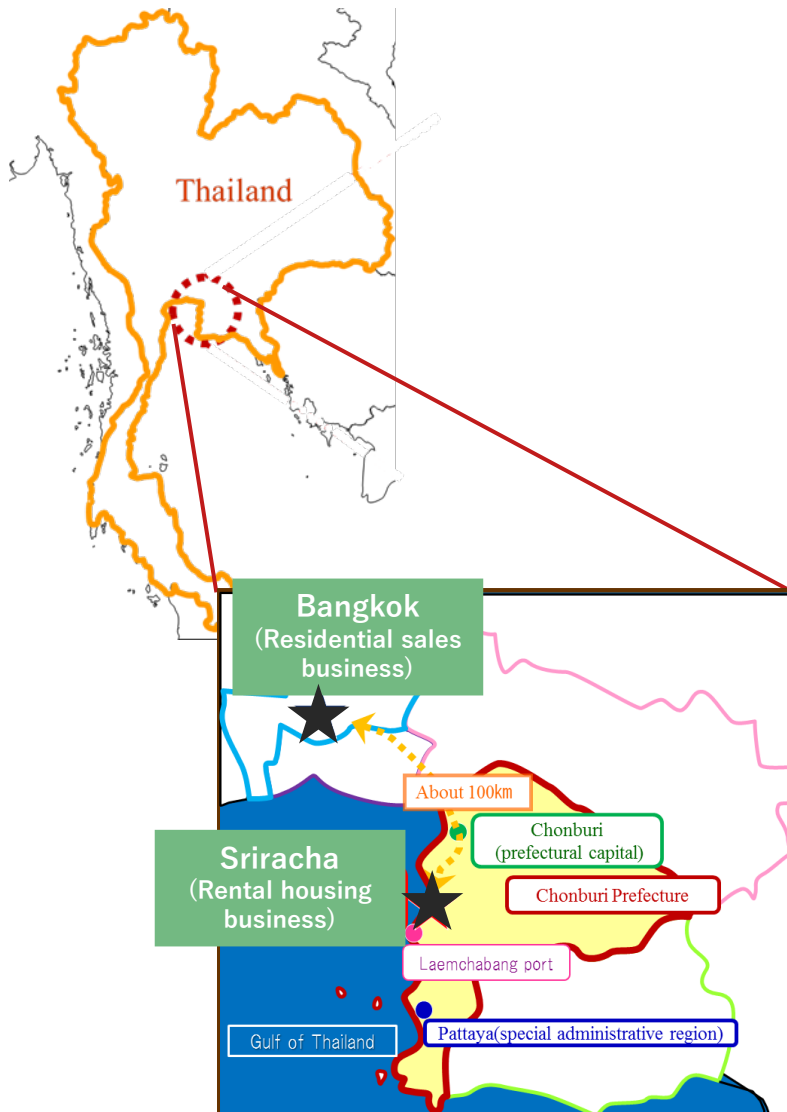 Thailand
Bangkok
(Residential sales
business)
About 100㎞
Chonburi
(prefectural capital)
Sriracha
(Rental housing
business)
Chonburi Prefecture
Laemchabang port
Pattaya(special administrative region)
Gulf of Thailand